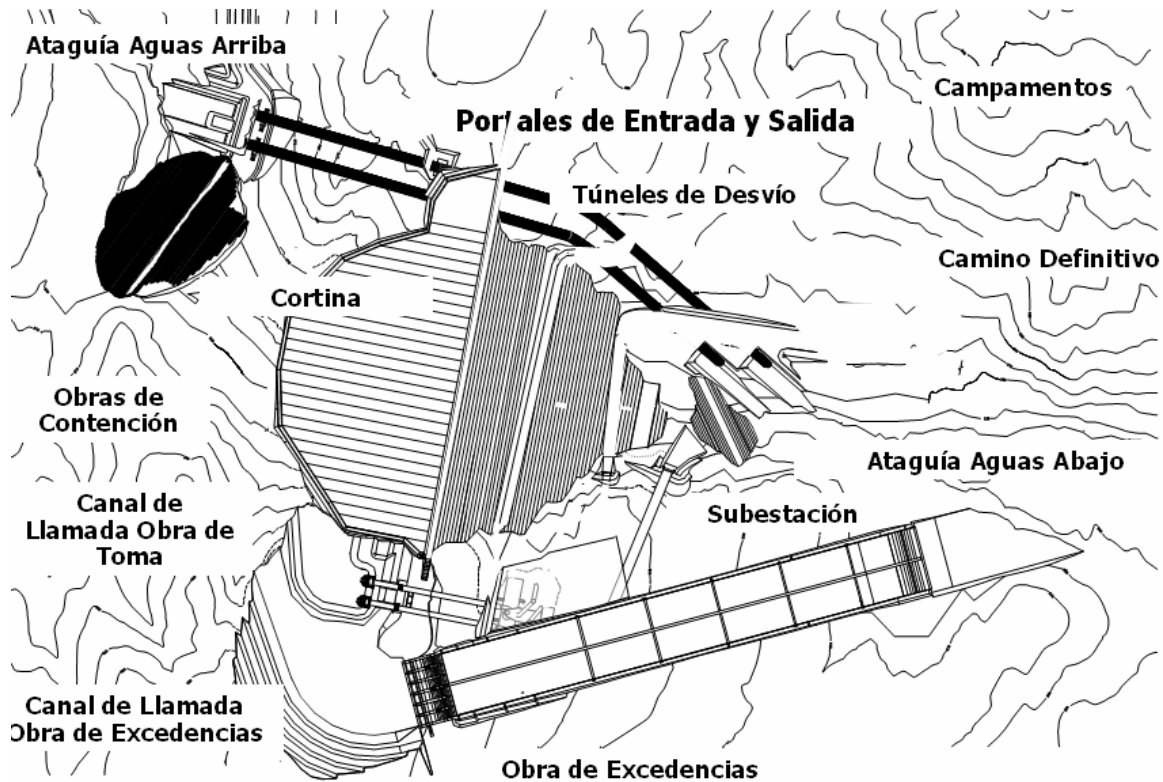 Ataguía Aguas Arriba
Campamentos
Portales de Entrada y Salida
Túneles de Desvío
Camino Definitivo
Cortina
Obras de
Contención
Ataguía Aguas Abajo
Canal de
Llamada Obra de
Toma
Subestación
Canal de Llamada
Obra de Excedencias
Obra de Excedencias